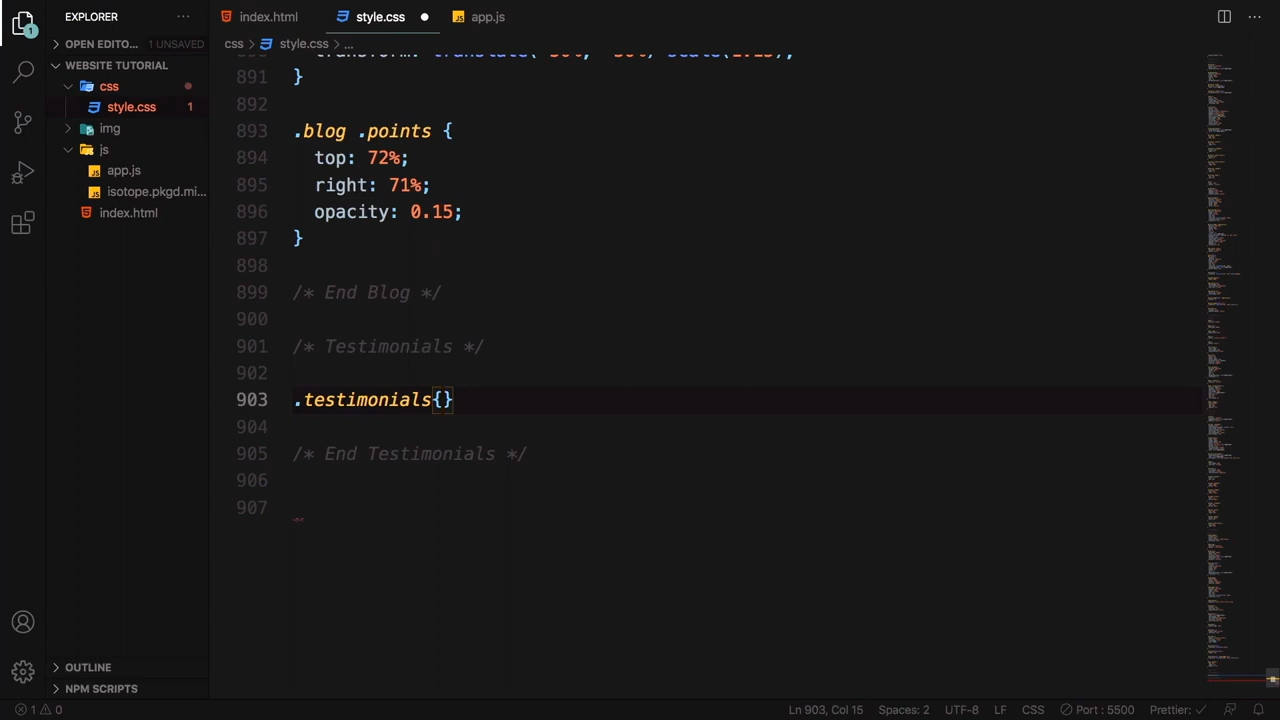 EXPLORER
index.html
style.css
app.js
OPEN EDITO... 1 UNSAVED
css > style.css > ...
WEBSITE TUTORIAL
css
style.css 1
img
js
app.js
isotope.pkgd.mi...
index.html
891 }
892
893 .blog .points {
894 top: 72%;
895 right: 71%;
896 opacity: 0.15;
897 }
898
899 /* End Blog */
900
901 /* Testimonials */
902
903 .testimonials{}
904
905 /* End Testimonials */
906
907
OUTLINE
NPM SCRIPTS
1 0 Ln 903, Col 15 Spaces: 2 UTF-8 LF CSS Port : 5500 Prettier: ✓
1